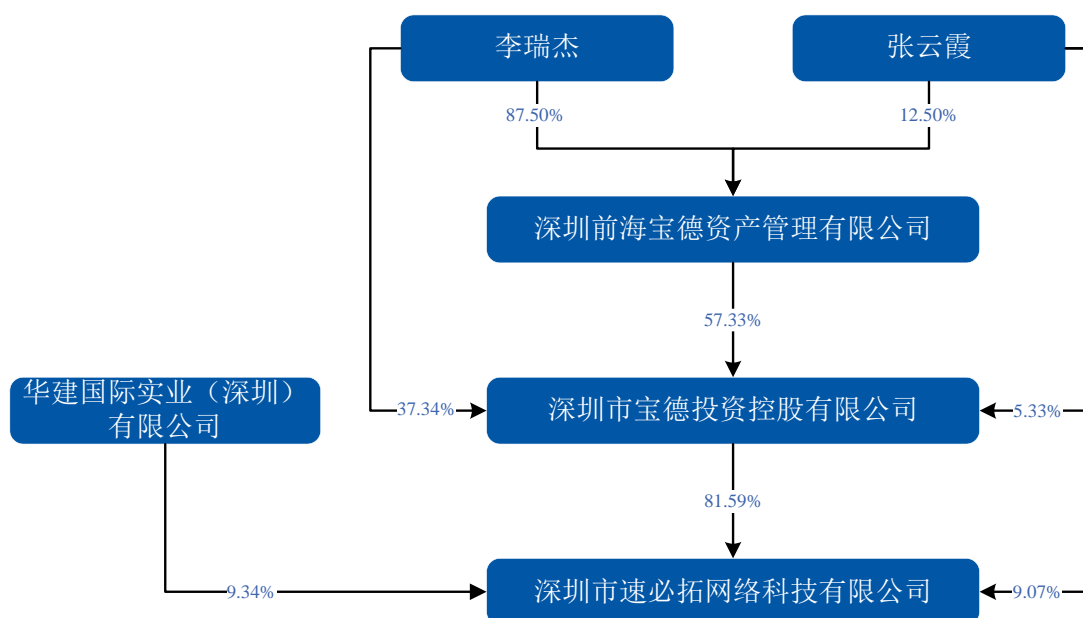 李瑞杰
张云霞
87.50%
12.50%
深圳前海宝德资产管理有限公司
57.33%
华建国际实业（深圳）
有限公司
37.34%
深圳市宝德投资控股有限公司
5.33%
81.59%
9.34%
深圳市速必拓网络科技有限公司
9.07%